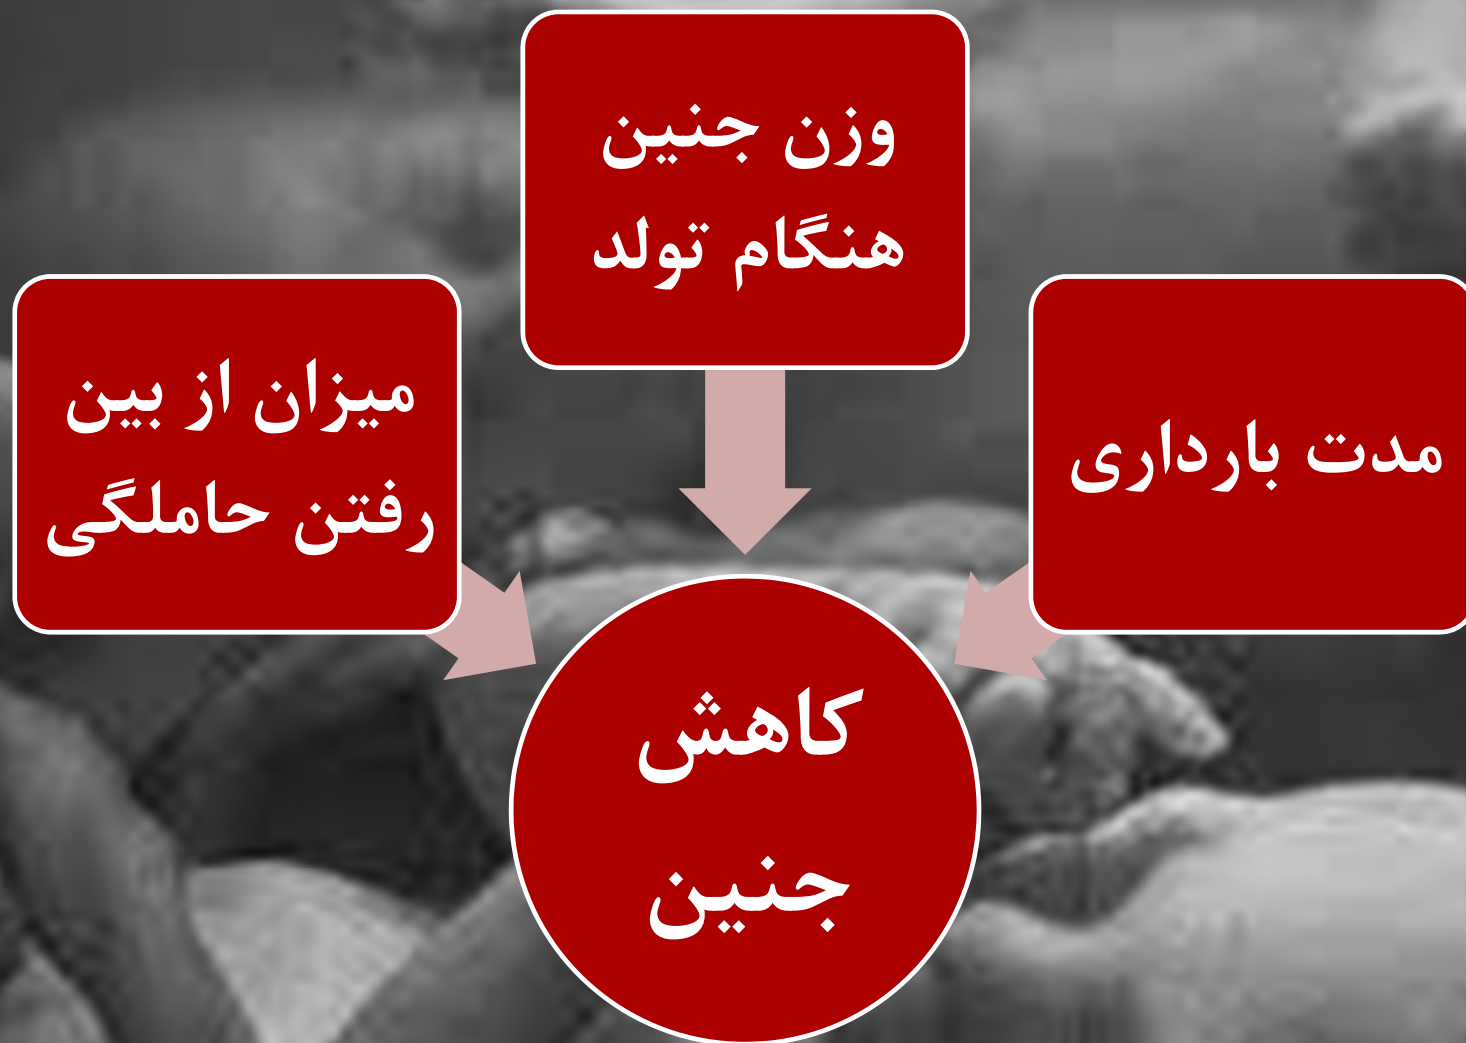 وزن جنین
هنگام تولد
مدت بارداری
میزان از بین
رفتن حاملگی
کاهش
جنین